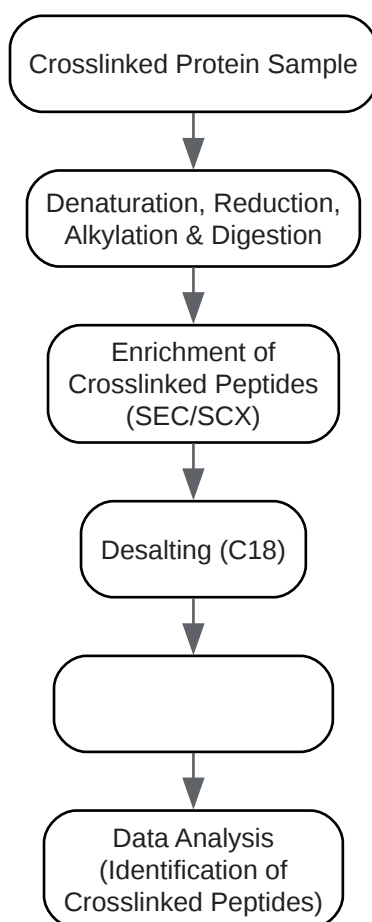 Crosslinked Protein Sample
Denaturation, Reduction,
Alkylation & Digestion
Enrichment of
Crosslinked Peptides
(SEC/SCX)
Desalting (C18)
Data Analysis
(Identification of
Crosslinked Peptides)